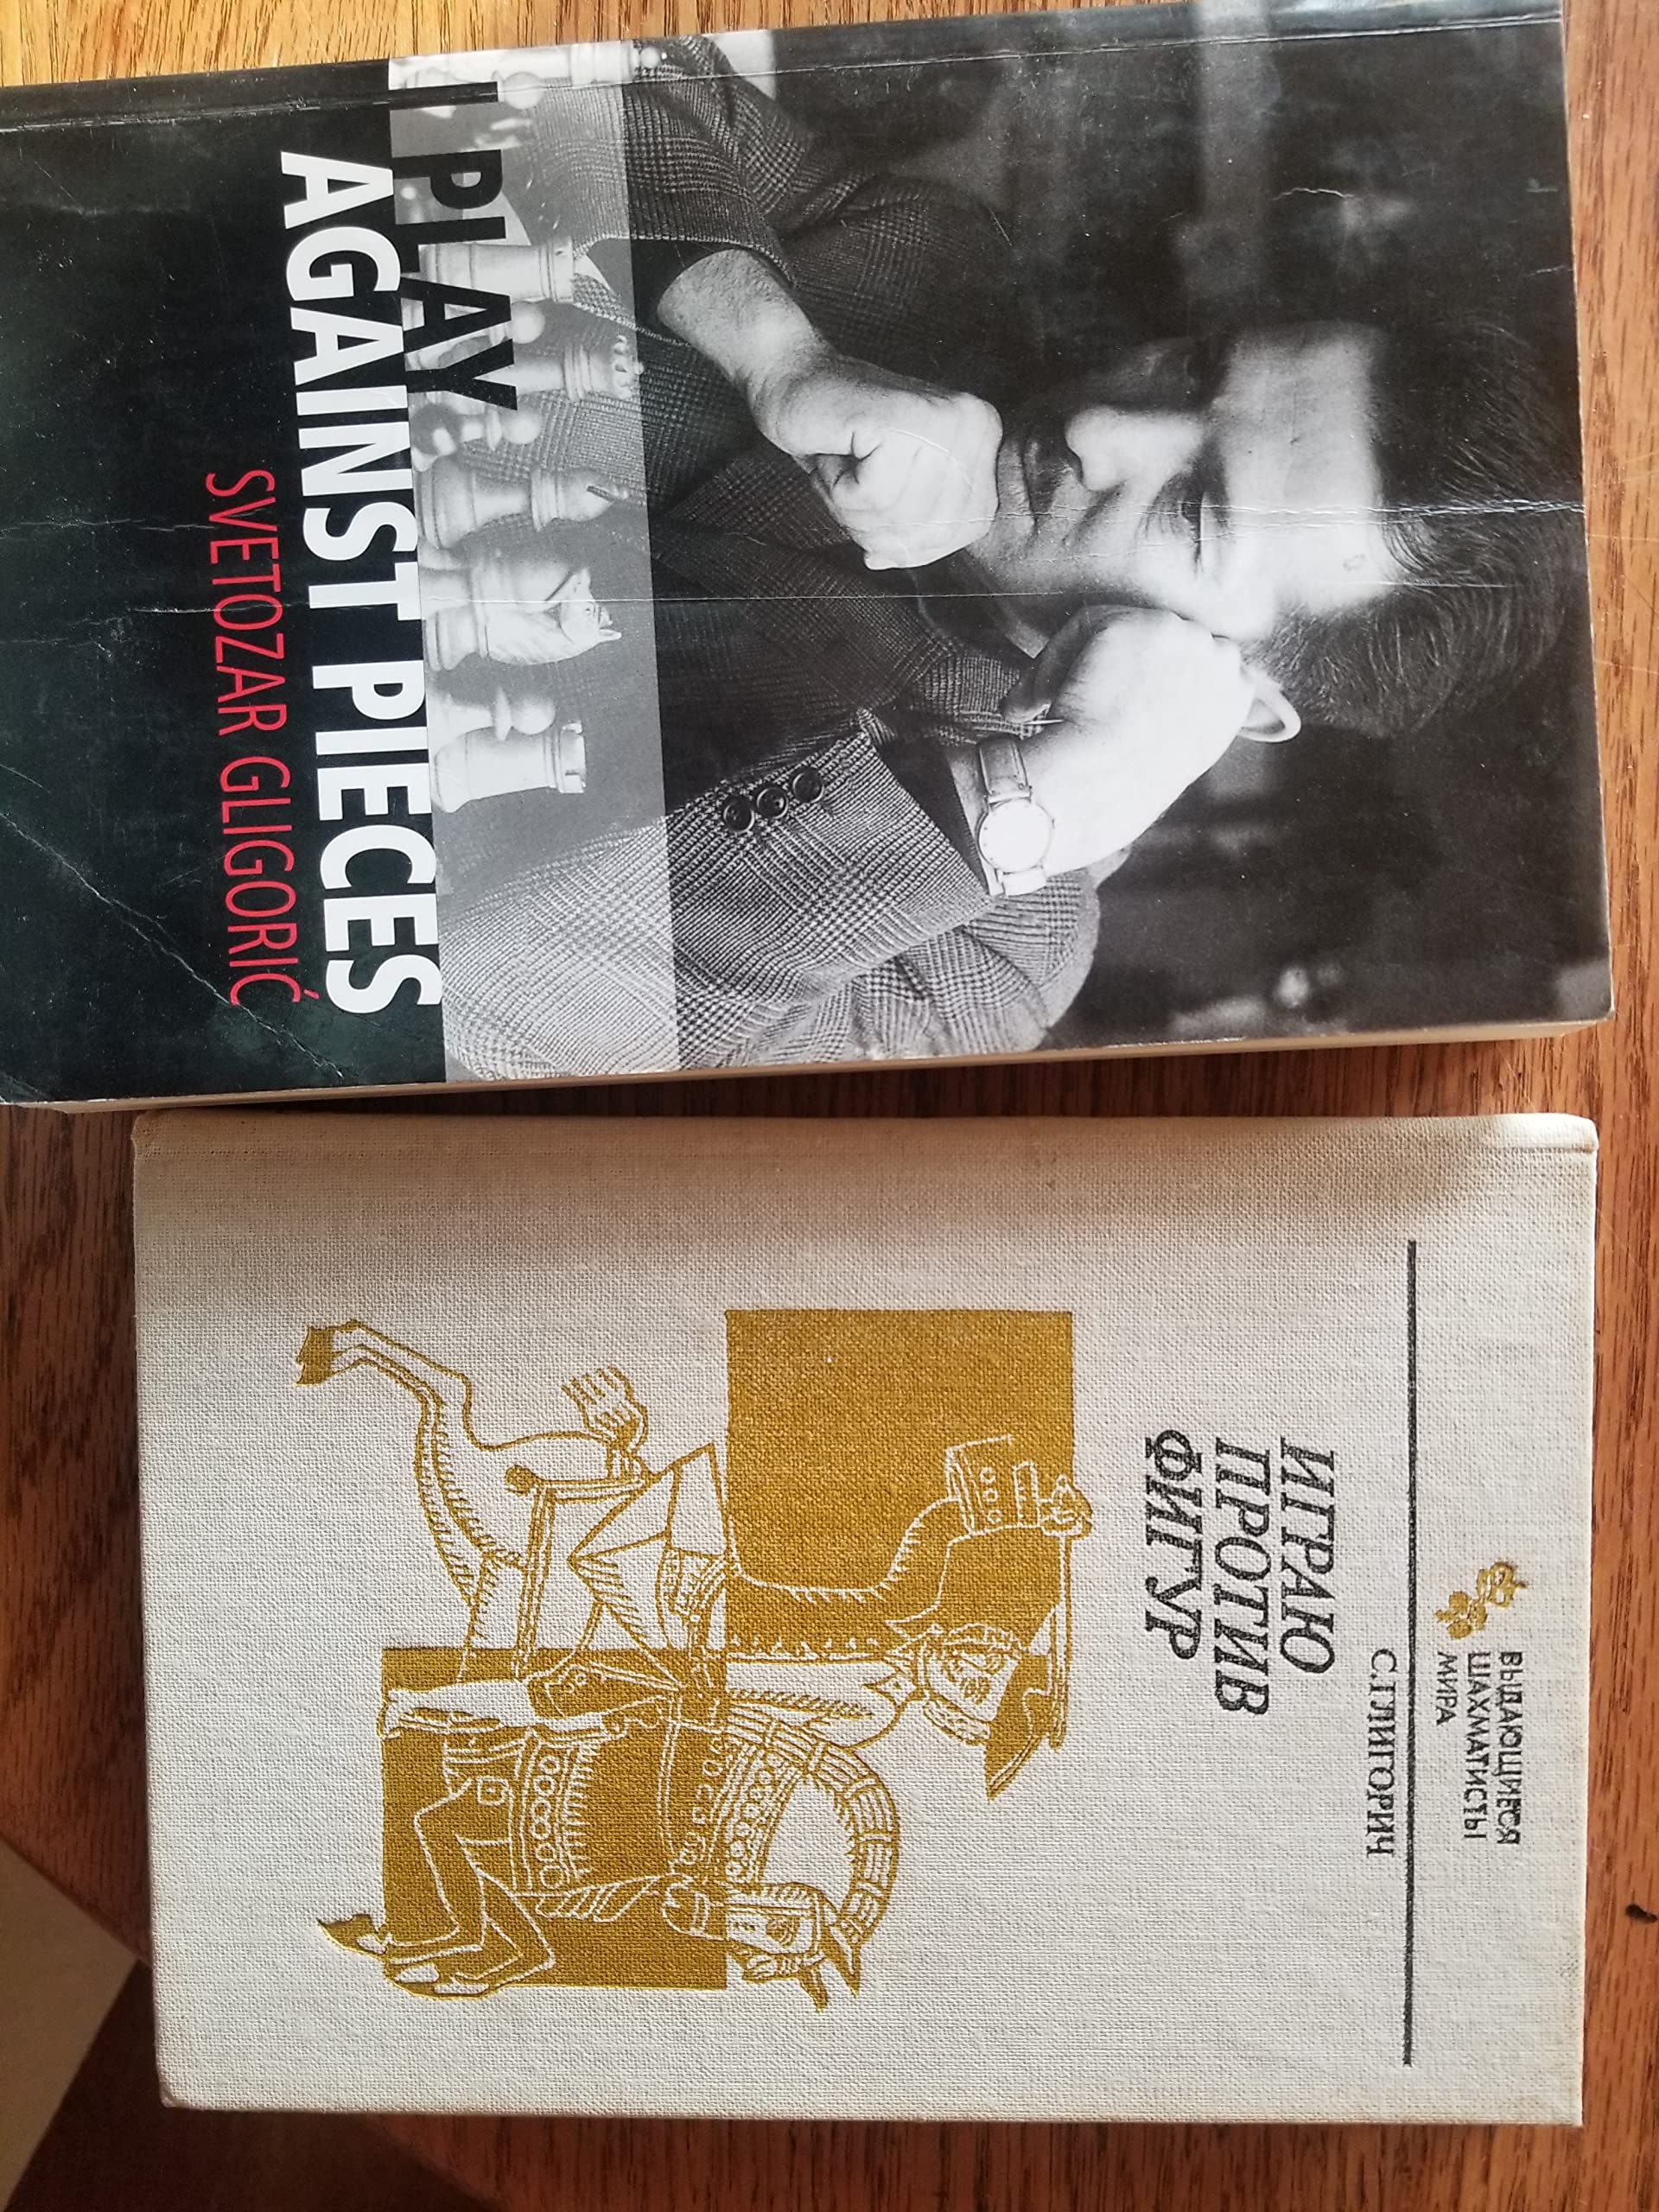 I PLAY
AGAINST PIECES
SVETOZAR GLIGORIĆ
ВЫДАЮЩИЕСЯ
ШАХМАТИСТЫ
МИРА
С.ГЛИГОРИЧ
ИГРАЮ
ПРОТИВ
ФИГУР